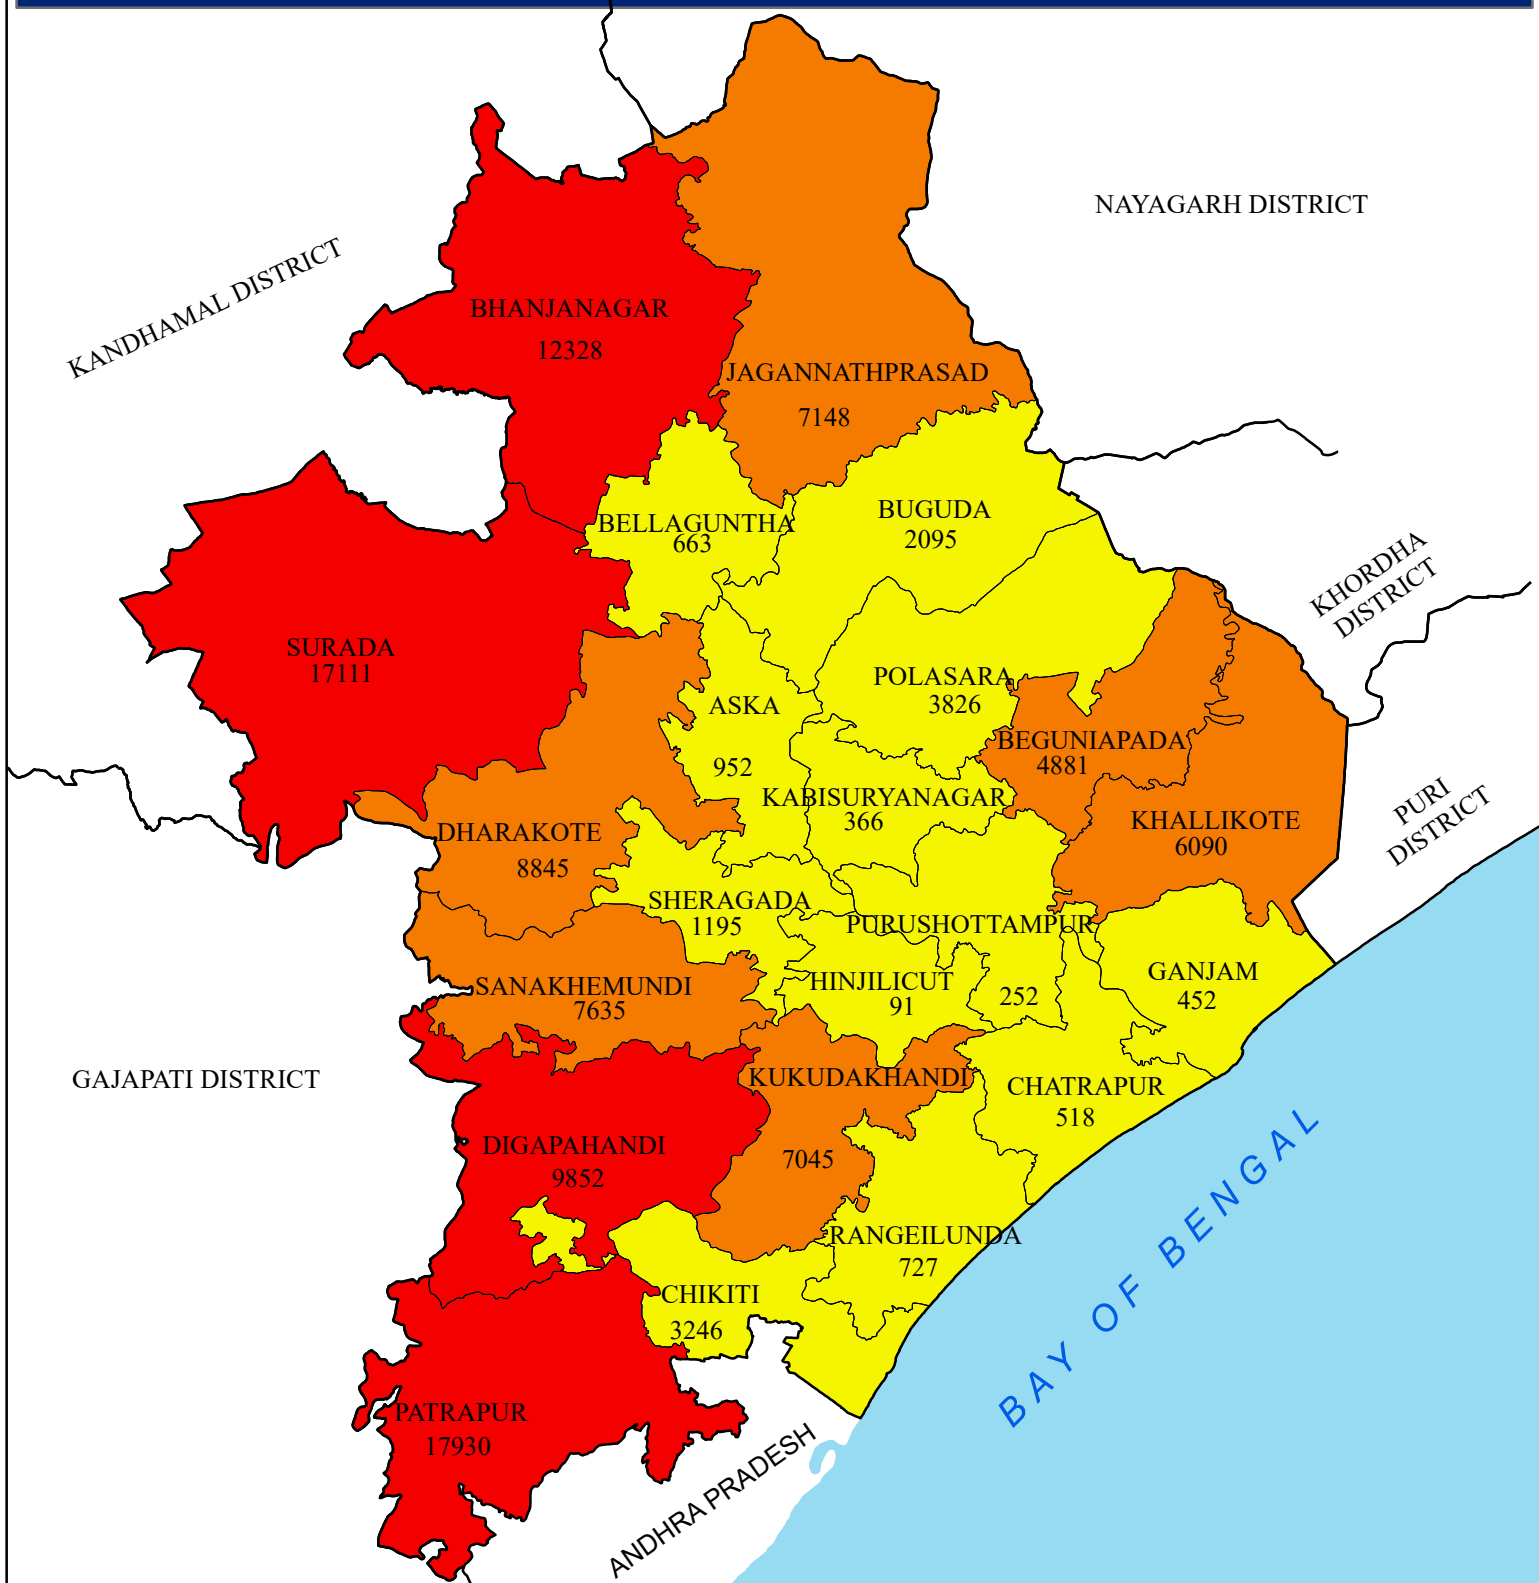 NAYAGARH DISTRICT
KANDHAMAL DISTRICT
BHANJANAGAR
12328
JAGANNATHPRASAD
7148
BELLAGUNTHA
663
BUGUDA
2095
KHORDHA
DISTRICT
SURADA
17111
POLASARA
3826
ASKA
952
BEGUNIAPADA
4881
KABISURYANAGAR
366
KHALLIKOTE
6090
PURI
DISTRICT
DHARAKOTE
8845
SHERAGADA
1195
PURUSHOTTAMPUR
252
SANAKHEMUNDI
7635
HINJILICUT
91
GANJAM
452
GAJAPATI DISTRICT
KUKUDAKHANDI
7045
CHATRAPUR
518
DIGAPAHANDI
9852
RANGEILUNDA
727
CHIKITI
3246
BAY OF BENGAL
PATRAPUR
17930
ANDHRA PRADESH